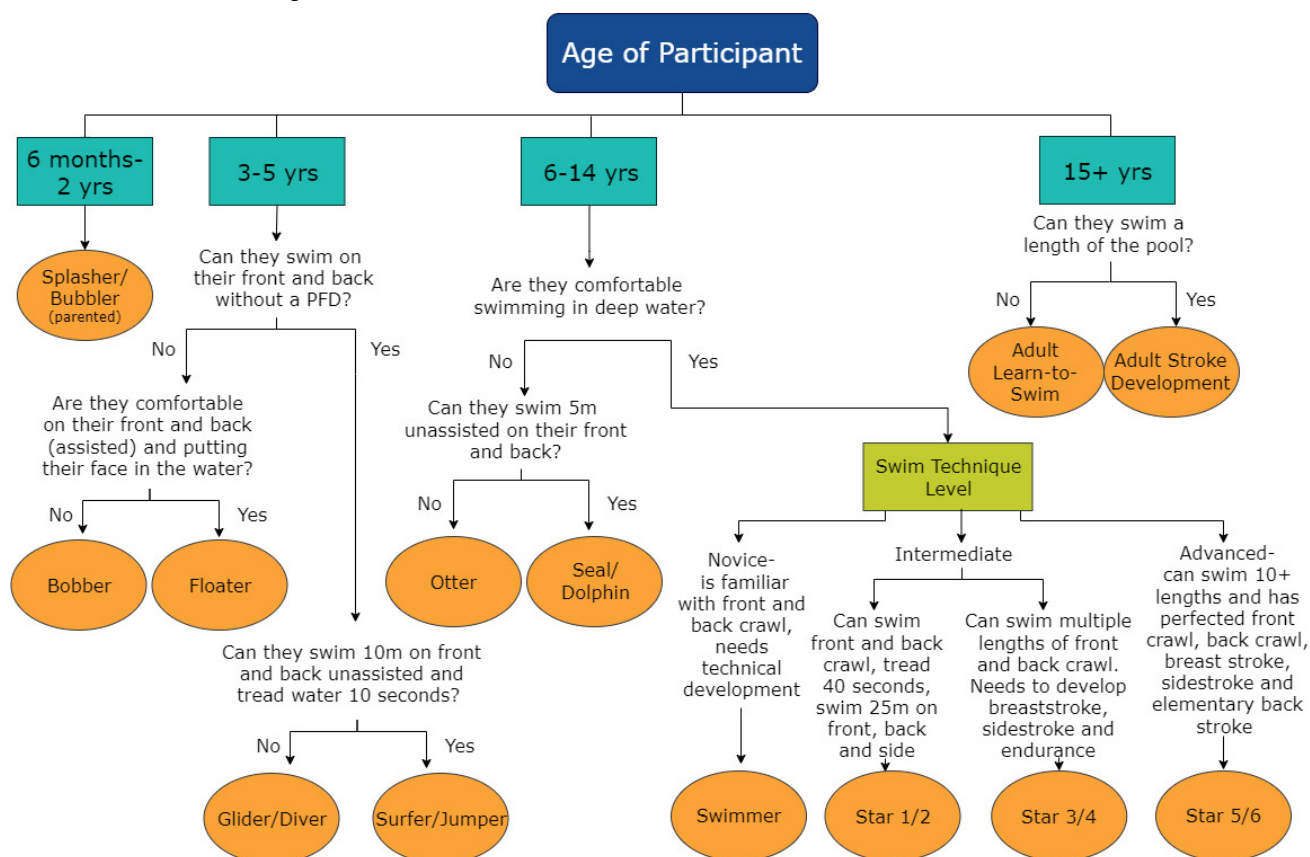 Age of Participant
6 months-
2 yrs
3-5 yrs
6-14 yrs
15+ yrs
Splasher/
Bubbler
(parented)
Can they swim on
their front and back
without a PFD?
No
Yes
Are they comfortable
on their front and back
(assisted) and putting
their face in the water?
No
Yes
Bobber
Floater
Can they swim 10m on front
and back unassisted and
tread water 10 seconds?
No
Yes
Glider/Diver
Surfer/Jumper
Are they comfortable
swimming in deep water?
No
Yes
Can they swim 5m
unassisted on their front
and back?
No
Yes
Otter
Seal/
Dolphin
Swim Technique
Level
Novice-
is familiar
with front and
back crawl,
needs
technical
development
Swimmer
Intermediate
Can swim
front and back
crawl, tread
40 seconds,
swim 25m on
front, back
and side
Star 1/2
Can swim multiple
lengths of front
and back crawl.
Needs to develop
breaststroke,
sidestroke and
endurance
Star 3/4
Advanced-
can swim 10+
lengths and has
perfected front
crawl, back crawl,
breast stroke,
sidestroke and
elementary back
stroke
Star 5/6
Can they swim a
length of the pool?
No
Yes
Adult
Learn-to-
Swim
Adult Stroke
Development